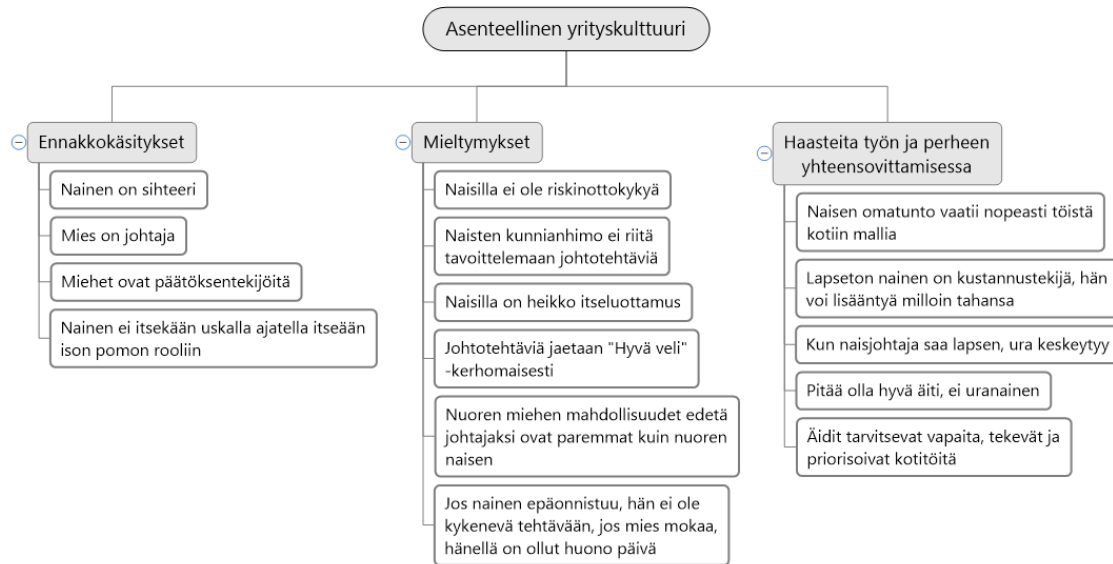 Asenteellinen yrityskulttuuri
Ennakkokäsitykset
Nainen on sihteeri
Mies on johtaja
Miehet ovat päätöksentekijöitä
Nainen ei itsekään uskalla ajatella itseään
ison pomon rooliin
Mieltymykset
Naisilla ei ole riskinottokykyä
Naisten kunnianhimo ei riitä
tavoittelemaan johtotehtäviä
Naisilla on heikko itseluottamus
Johtotehtäviä jaetaan "Hyvä veli"
-kerhomaisesti
Nuoren miehen mahdollisuudet edetä
johtajaksi ovat paremmat kuin nuoren
naisen
Jos nainen epäonnistuu, hän ei ole
kykenevä tehtävään, jos mies mokaa,
hänellä on ollut huono päivä
Haasteita työn ja perheen
yhteensovittamisessa
Naisen omatunto vaatii nopeasti töistä
kotiin mallia
Lapseton nainen on kustannustekijä, hän
voi lisääntyä milloin tahansa
Kun naisjohtaja saa lapsen, ura keskeytyy
Pitää olla hyvä äiti, ei uranainen
Äidit tarvitsevat vapaita, tekevät ja
priorisoivat kotitöitä